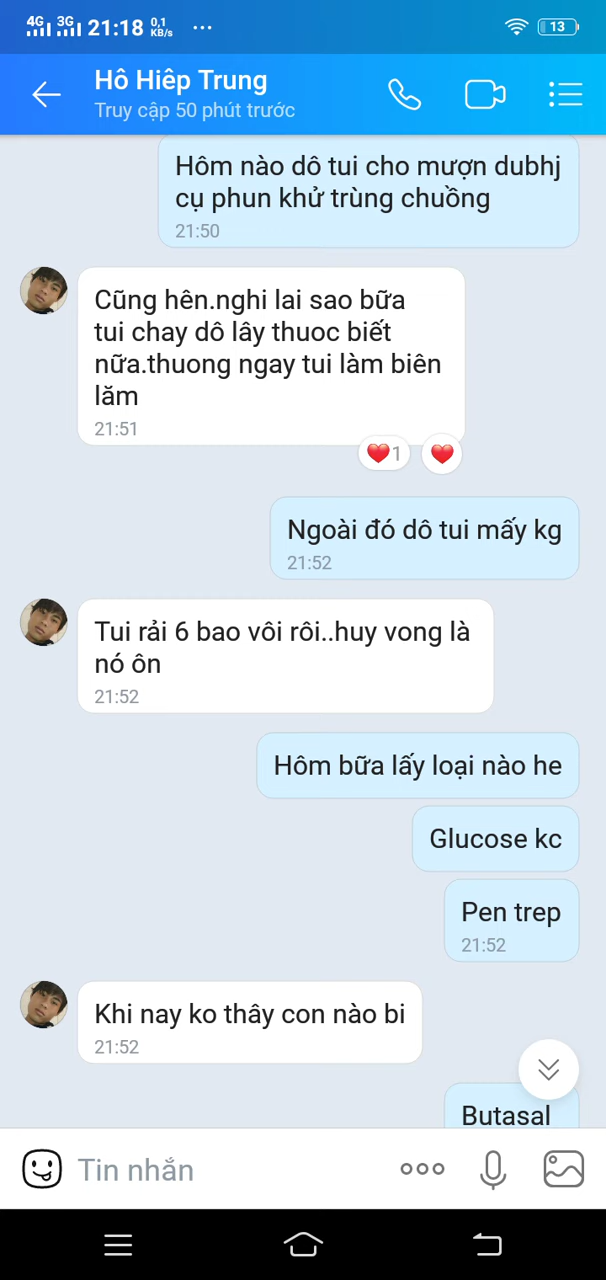 4G 3G 21:18 0,1 KB/s ... 13
Hô Hiêp Trung
Truy cập 50 phút trước
Hôm nào dô tui cho mượn dubhj
cụ phun khử trùng chuồng
21:50
Cũng hên.nghi lai sao bữa
tui chay dô lây thuoc biết
nữa.thuong ngay tui làm biên
lăm
21:51
1
Ngoài đó dô tui mấy kg
21:52
Tui rải 6 bao vôi rôi..huy vong là
nó ôn
21:52
Hôm bữa lấy loại nào he
Glucose kc
Pen trep
21:52
Khi nay ko thây con nào bi
21:52
Butasal
Tin nhắn